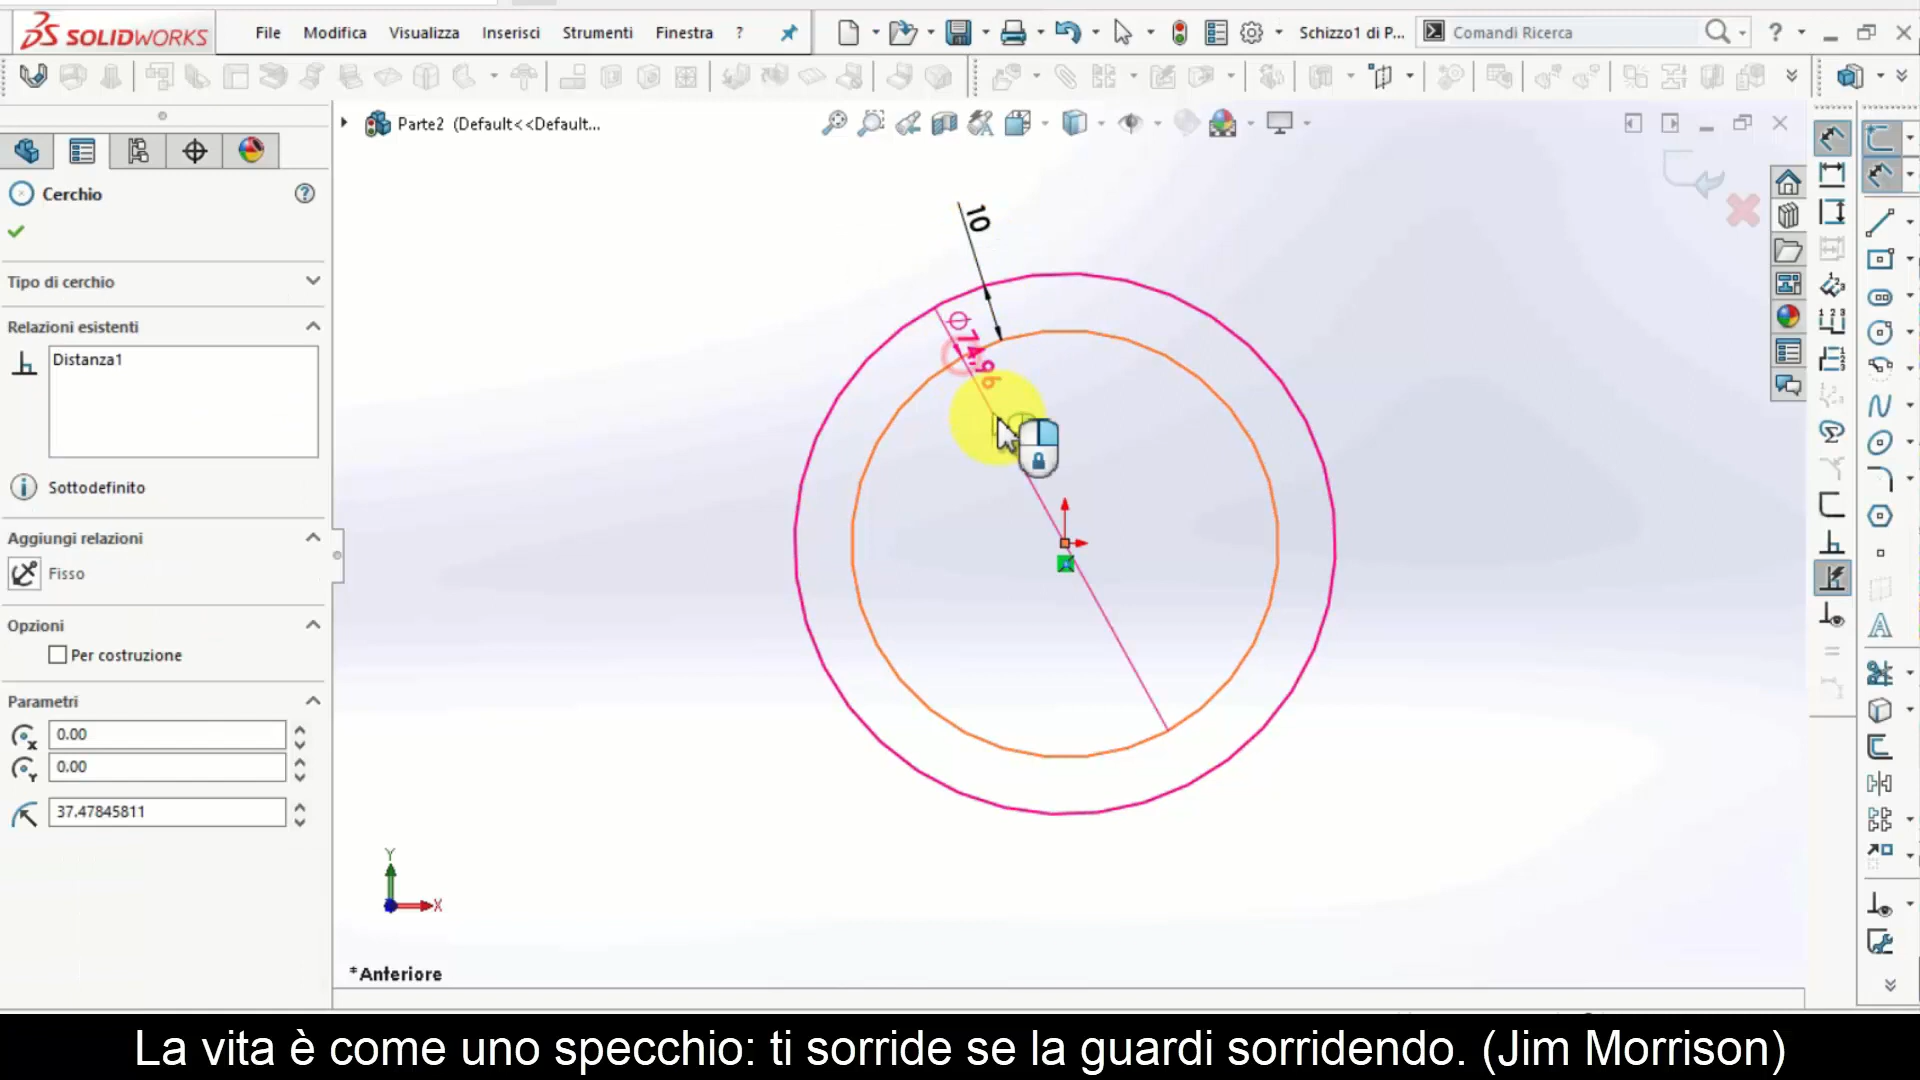 SOLIDWORKS File Modifica Visualizza Inserisci Strumenti Finestra ? Schizzo1 di P... Comandi Ricerca ?
Parte2 (Default<<Default...
Cerchio
Tipo di cerchio
Relazioni esistenti
Distanza1
Sottodefinito
Aggiungi relazioni
Fisso
Opzioni
Per costruzione
Parametri
0.00
0.00
37.47845811
10
Φ74,96
Y
X
*Anteriore
La vita è come uno specchio: ti sorride se la guardi sorridendo. (Jim Morrison)